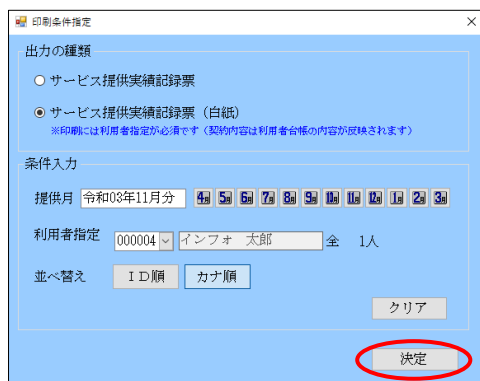 印刷条件指定
出力の種類
サービス提供実績記録票
サービス提供実績記録票（白紙）
※印刷には利用者指定が必須です（契約内容は利用者台帳の内容が反映されます）
条件入力
提供月 令和03年11月分 4月 5月 6月 7月 8月 9月 10月 11月 12月 1月 2月 3月
利用者指定 000004 インフォ 太郎 全 1人
並べ替え ＩＤ順 カナ順
クリア
決定